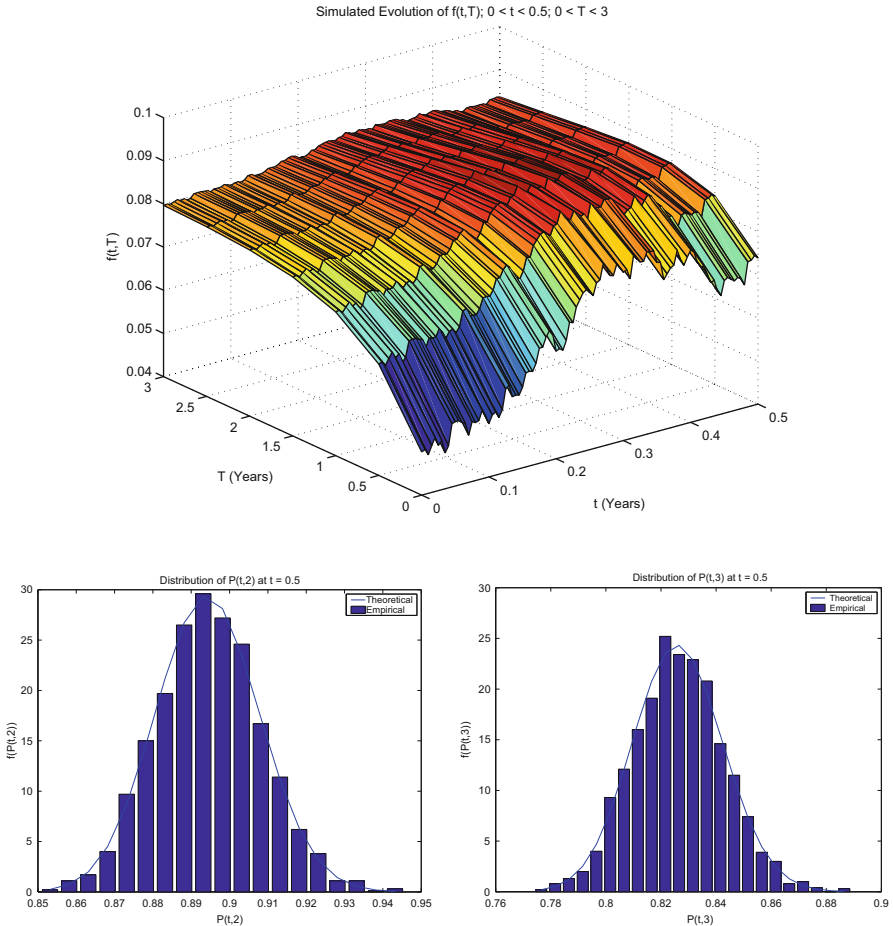 Simulated Evolution of f(t,T); 0 < t < 0.5; 0 < T < 3
0.1
0.09
0.08
0.07
0.06
0.05
0.04
f(t,T)
3
2.5
2
1.5
1
0.5
0
T (Years)
0
0.1
0.2
0.3
0.4
0.5
t (Years)
Distribution of P(t,2) at t = 0.5
30
25
20
15
10
5
0
f(P(t,2))
Theoretical
Empirical
0.85 0.86 0.87 0.88 0.89 0.9 0.91 0.92 0.93 0.94 0.95
P(t,2)
Distribution of P(t,3) at t = 0.5
30
25
20
15
10
5
0
f(P(t,3))
Theoretical
Empirical
0.76 0.78 0.8 0.82 0.84 0.86 0.88 0.9
P(t,3)